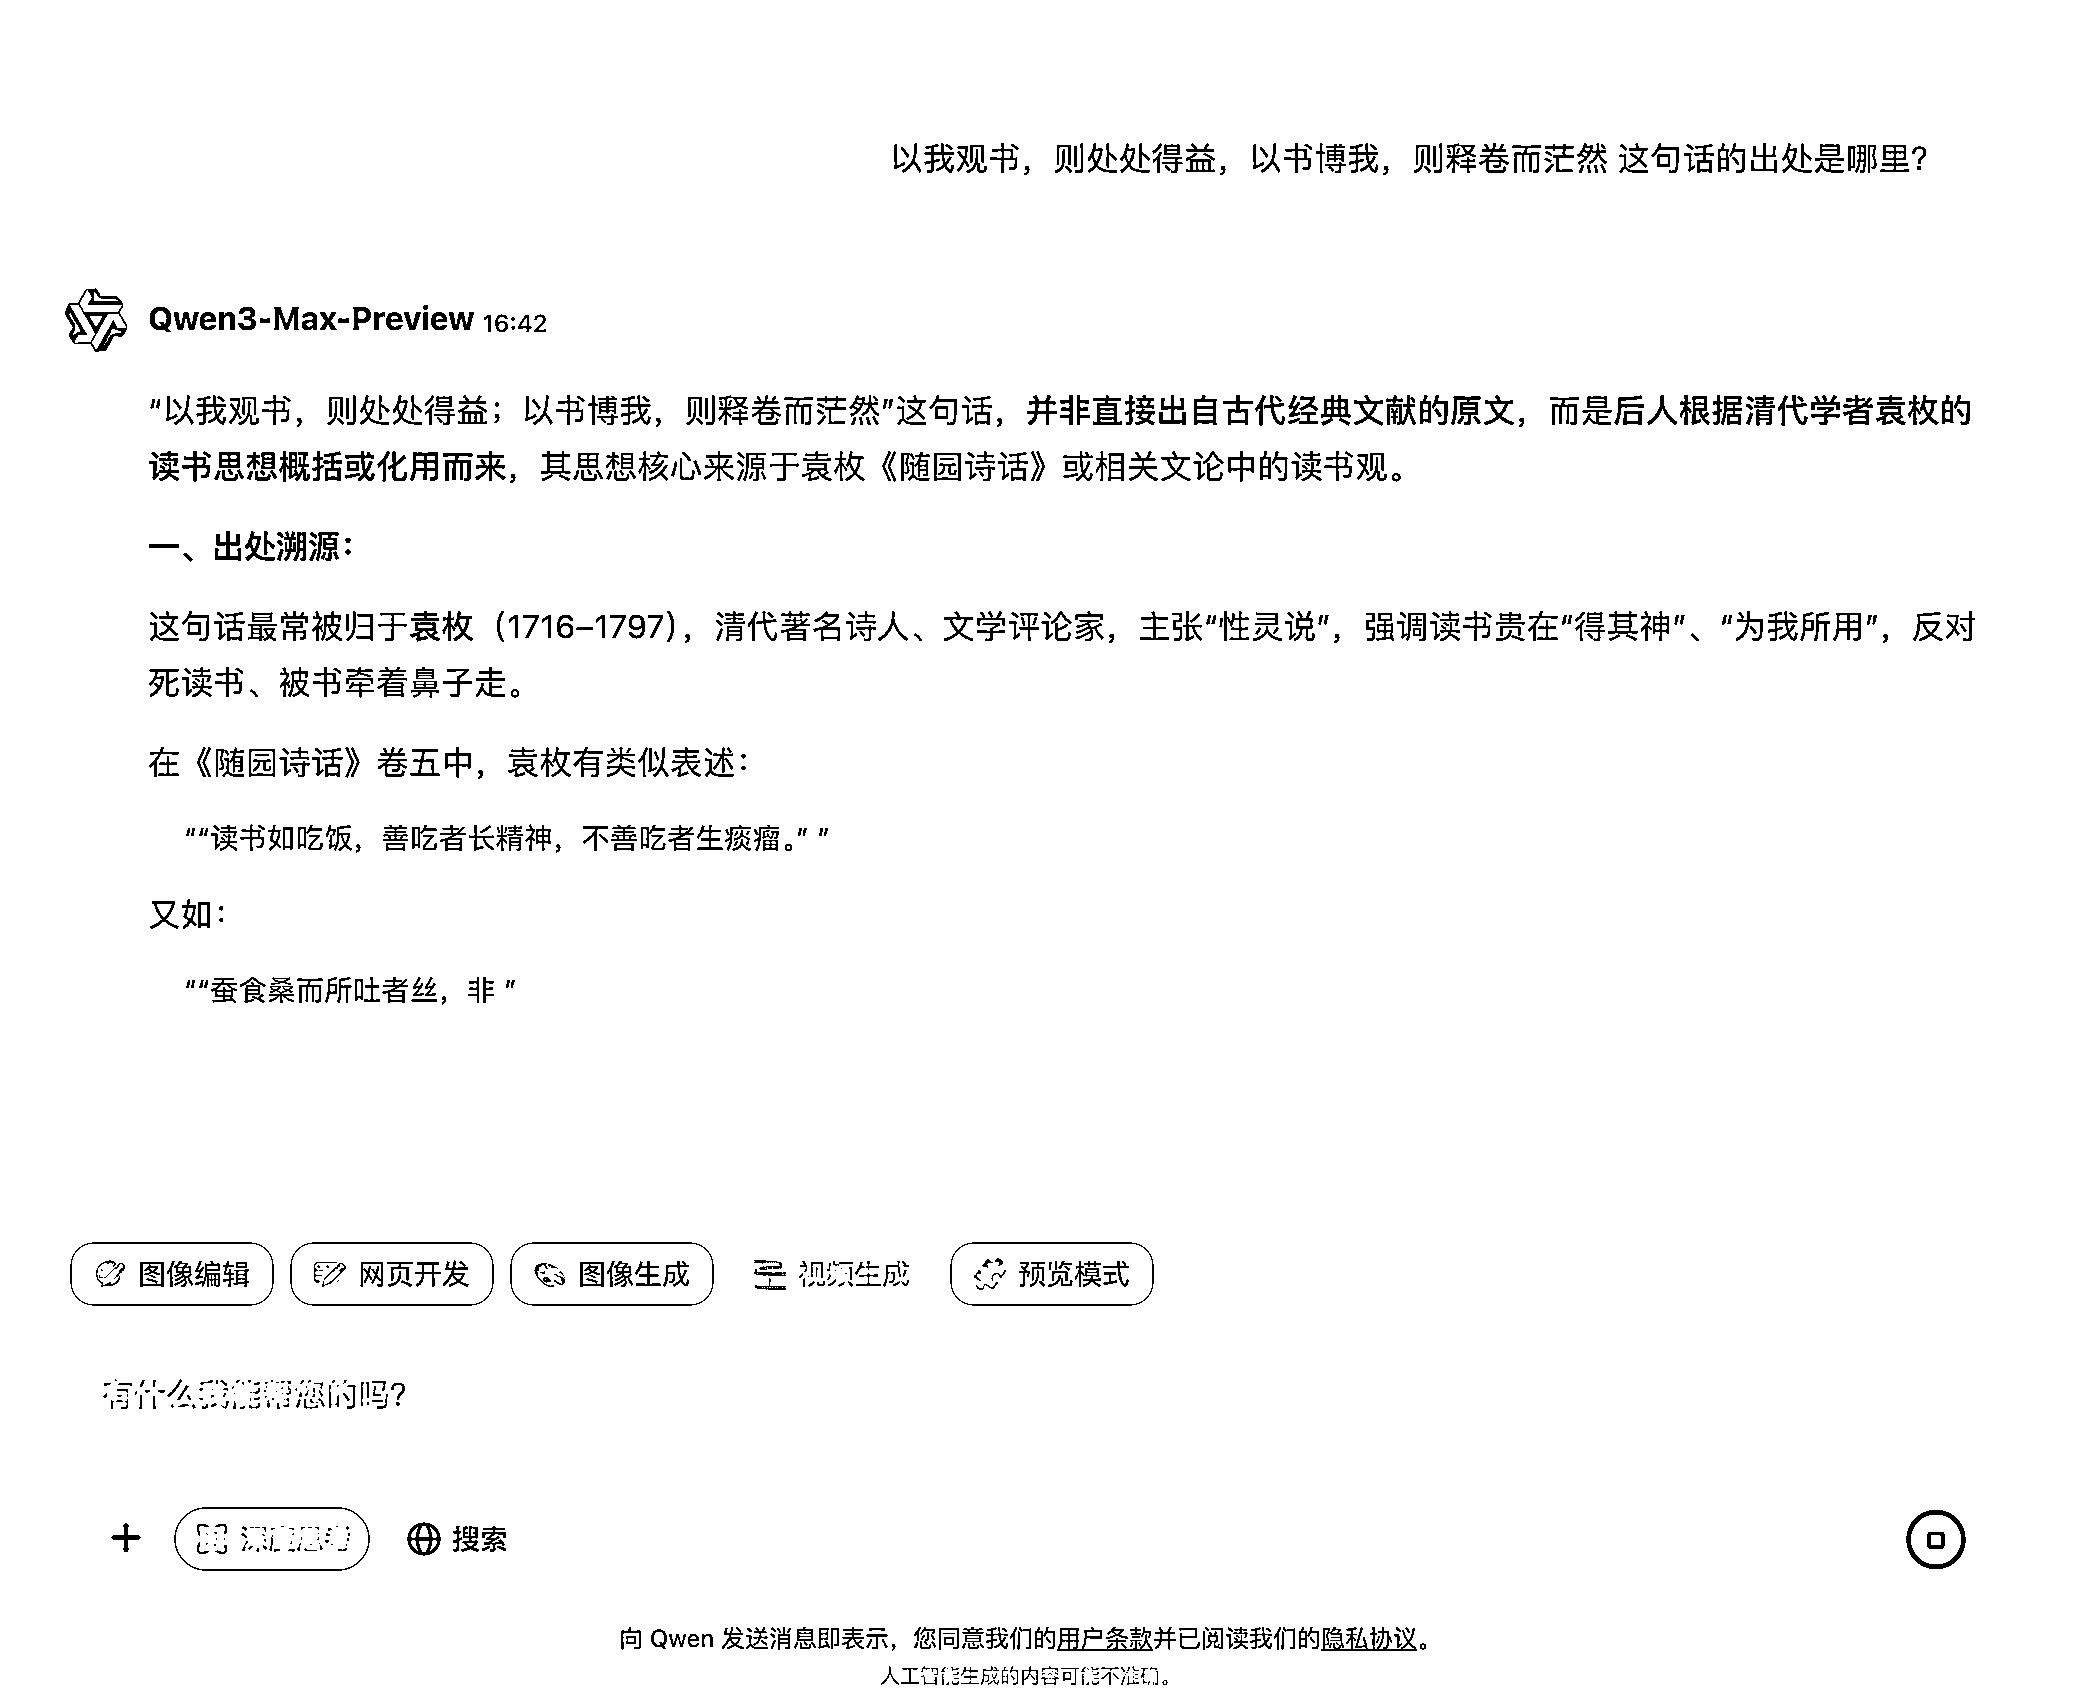 以我观书，则处处得益，以书博我，则释卷而茫然 这句话的出处是哪里？
Qwen3-Max-Preview 16:42
“以我观书，则处处得益；以书博我，则释卷而茫然”这句话，并非直接出自古代经典文献的原文，而是后人根据清代学者袁枚的
读书思想概括或化用而来，其思想核心来源于袁枚《随园诗话》或相关文论中的读书观。
一、出处溯源：
这句话最常被归于袁枚（1716–1797），清代著名诗人、文学评论家，主张“性灵说”，强调读书贵在“得其神”、“为我所用”，反对
死读书、被书牵着鼻子走。
在《随园诗话》卷五中，袁枚有类似表述：
““读书如吃饭，善吃者长精神，不善吃者生痰瘤。” ”
又如：
““蚕食桑而所吐者丝，非 ”
图像编辑 网页开发 图像生成 视频生成 预览模式
有什么我能帮您的吗？
深度思考 搜索
向 Qwen 发送消息即表示，您同意我们的用户条款并已阅读我们的隐私协议。
人工智能生成的内容可能不准确。